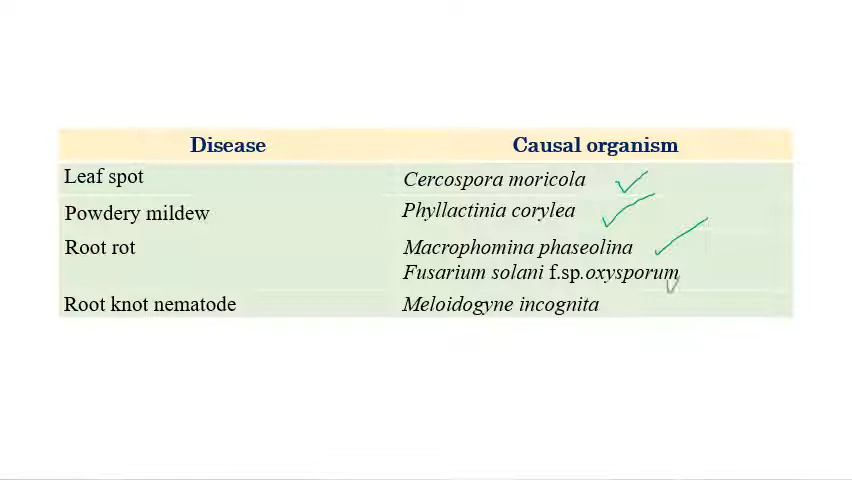 Disease Causal organism
Leaf spot Cercospora moricola
Powdery mildew Phyllactinia corylea
Root rot Macrophomina phaseolina
Fusarium solani f.sp.oxysporum
Root knot nematode Meloidogyne incognita